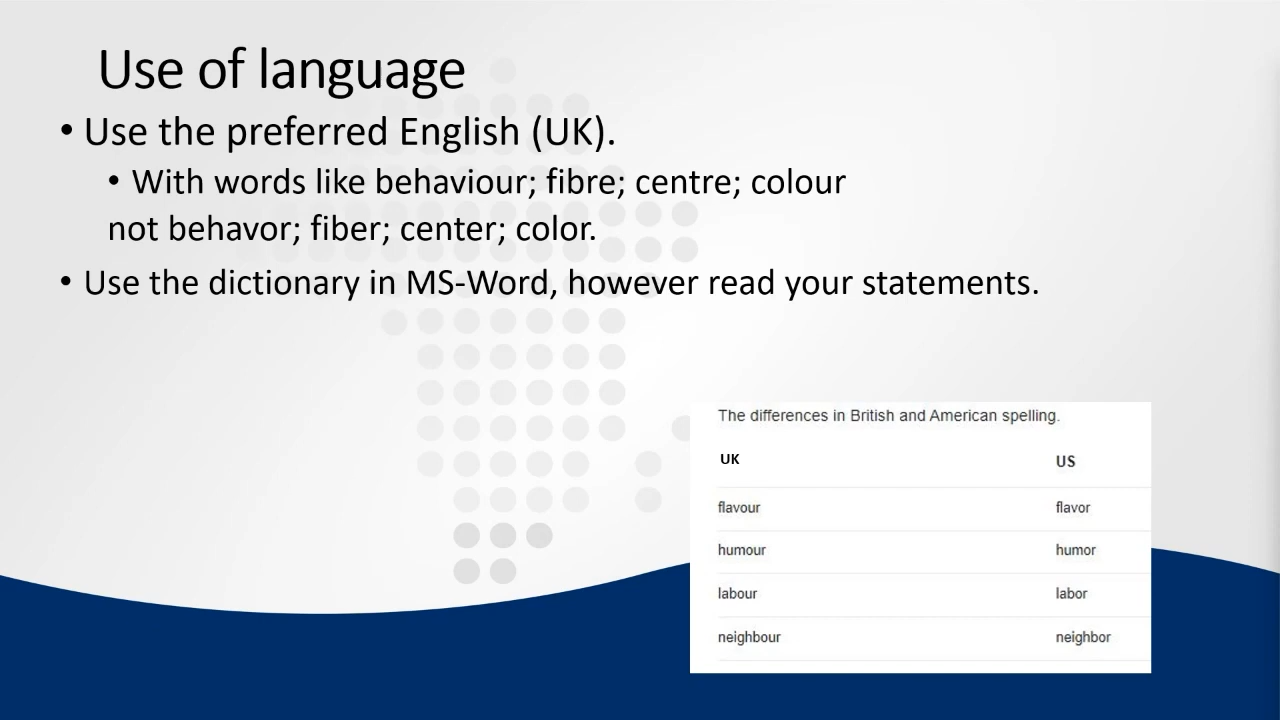 Use of language
• Use the preferred English (UK).
• With words like behaviour; fibre; centre; colour
not behavor; fiber; center; color.
• Use the dictionary in MS-Word, however read your statements.
The differences in British and American spelling.
UK US
flavour flavor
humour humor
labour labor
neighbour neighbor